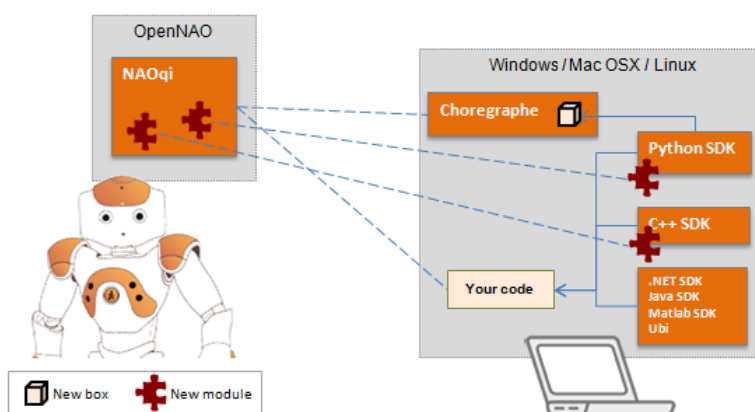 OpenNAO
NAOqi
Windows / Mac OSX / Linux
Choregraphe
Python SDK
C++ SDK
.NET SDK
Java SDK
Matlab SDK
Ubi
Your code
New box
New module